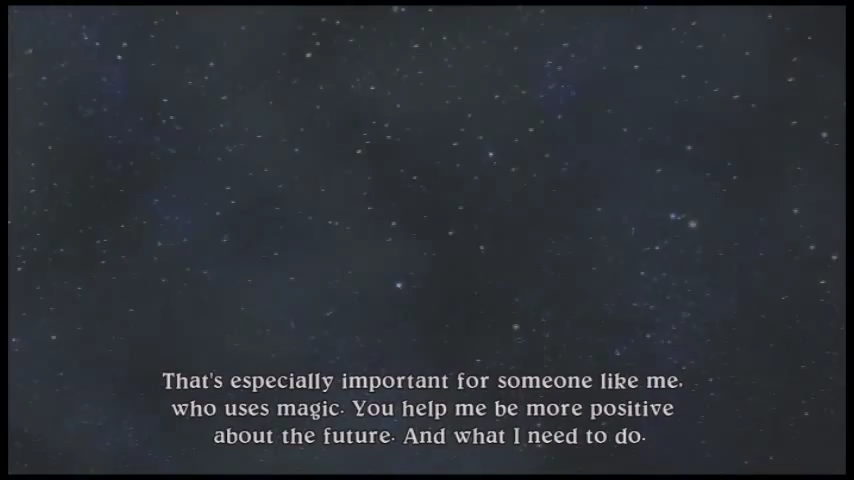 That's especially important for someone like me,
who uses magic. You help me be more positive
about the future. And what I need to do.